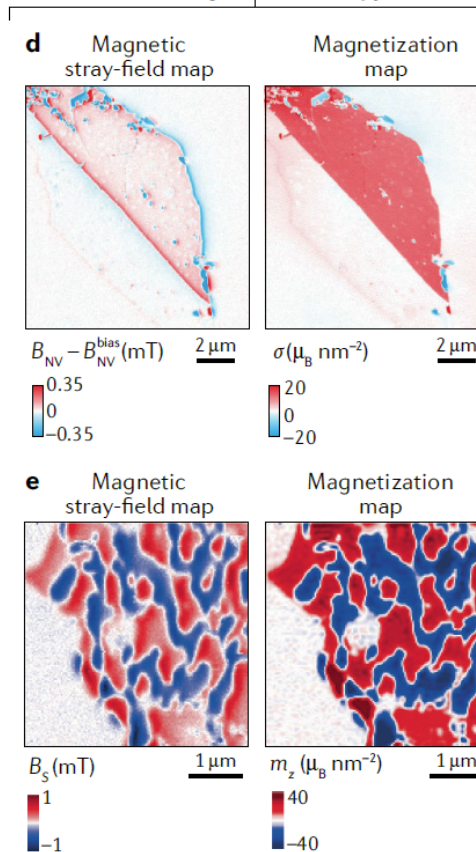 d
Magnetic
stray-field map
Magnetization
map
B_NV − B_NV^bias (mT)
2 μm
σ(μ_B nm⁻²)
2 μm
0.35
0
−0.35
20
0
−20
e
Magnetic
stray-field map
Magnetization
map
B_S (mT)
1 μm
m_z (μ_B nm⁻²)
1 μm
1
−1
40
−40